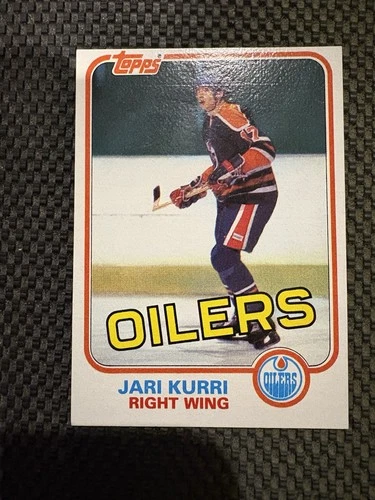 Topps
OILERS
JARI KURRI
RIGHT WING
OILERS